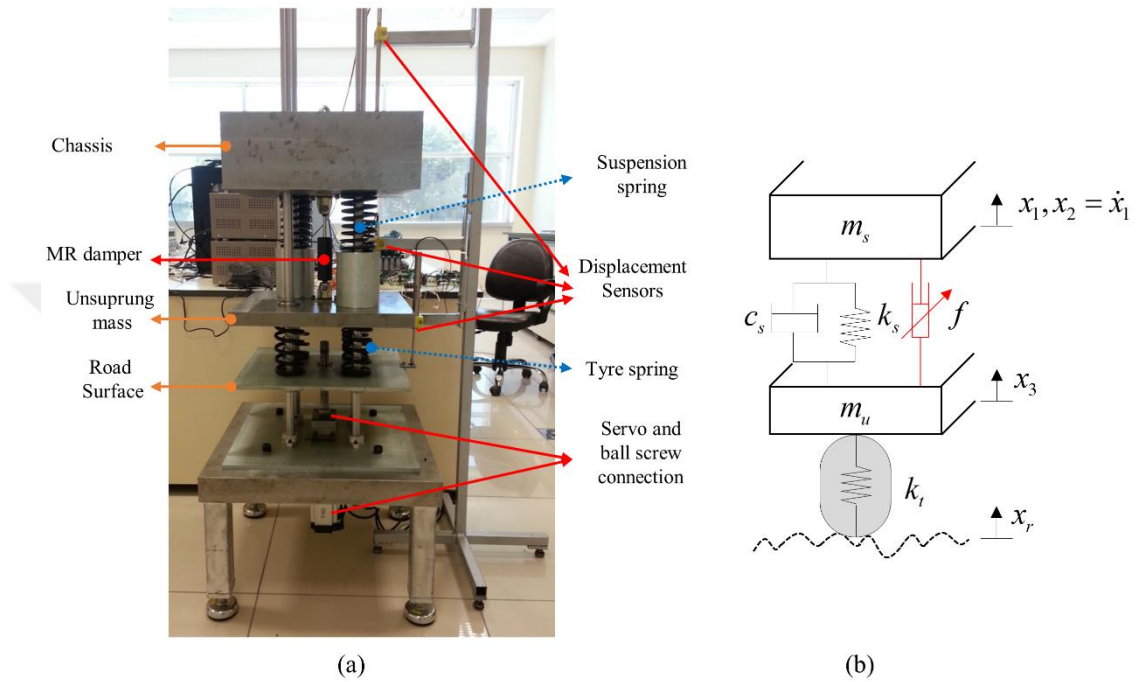 Chassis
MR damper
Unsuprung
mass
Road
Surface
Suspension
spring
Displacement
Sensors
Tyre spring
Servo and
ball screw
connection
(a)
m_s
x_1, x_2 = ẋ_1
c_s
k_s
f
m_u
x_3
k_t
x_r
(b)